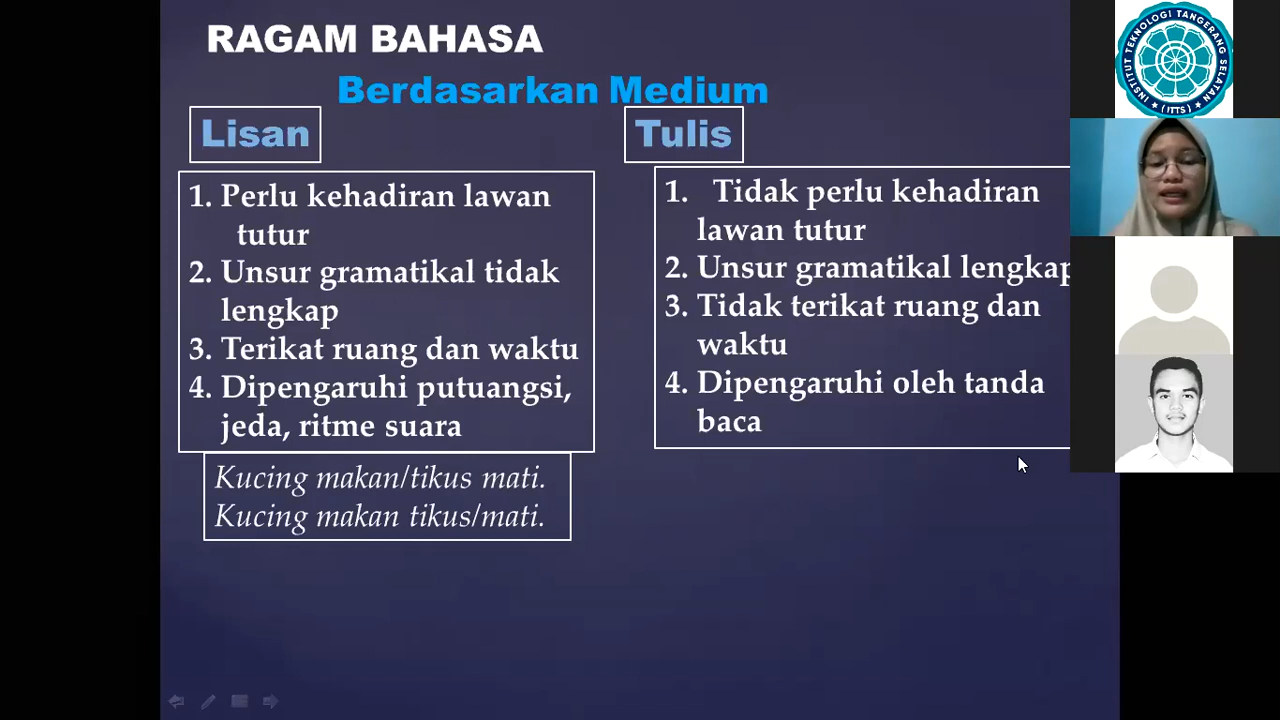 RAGAM BAHASA
Berdasarkan Medium
Lisan
1. Perlu kehadiran lawan
tutur
2. Unsur gramatikal tidak
lengkap
3. Terikat ruang dan waktu
4. Dipengaruhi putuangsi,
jeda, ritme suara
Kucing makan/tikus mati.
Kucing makan tikus/mati.
Tulis
1. Tidak perlu kehadiran
lawan tutur
2. Unsur gramatikal lengkap
3. Tidak terikat ruang dan
waktu
4. Dipengaruhi oleh tanda
baca
INSTITUT TEKNOLOGI TANGERANG SELATAN
(ITTS)